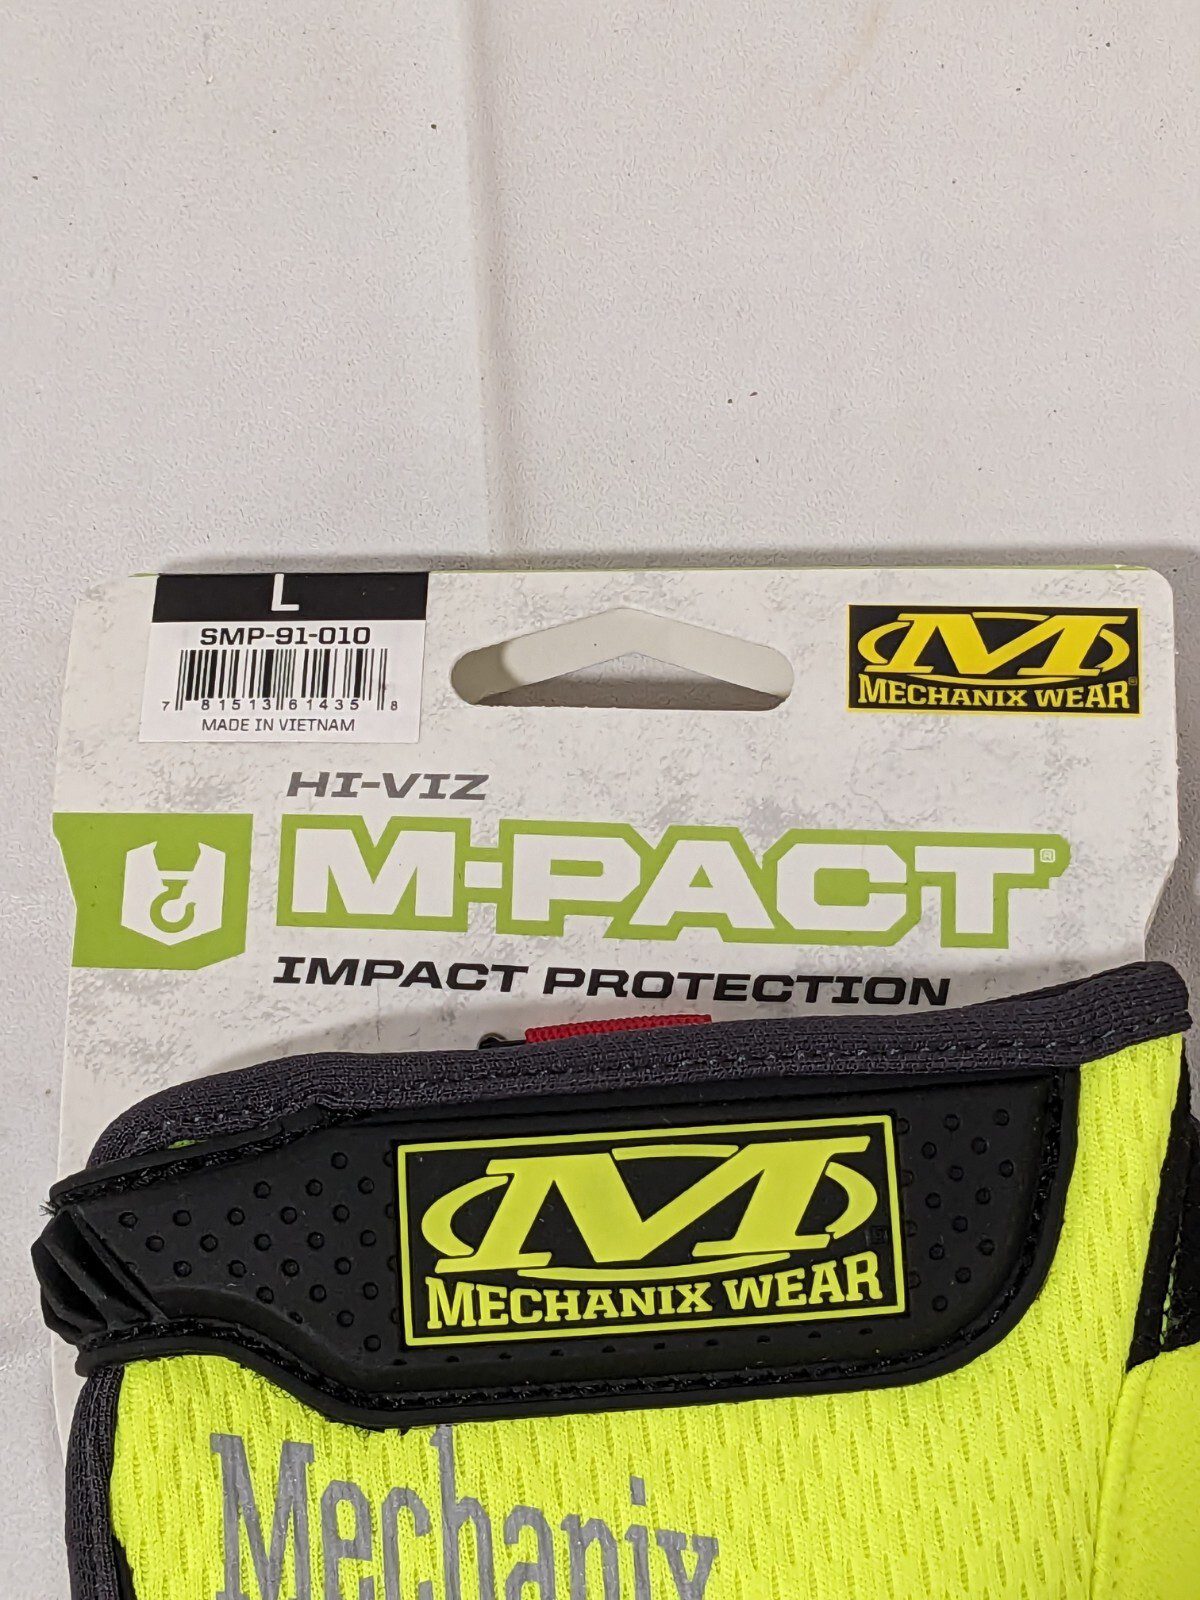 L
SMP-91-010
7 81513 61435 8
MADE IN VIETNAM
M
MECHANIX WEAR®
HI-VIZ
M-PACT®
IMPACT PROTECTION
M
MECHANIX WEAR
Mechanix